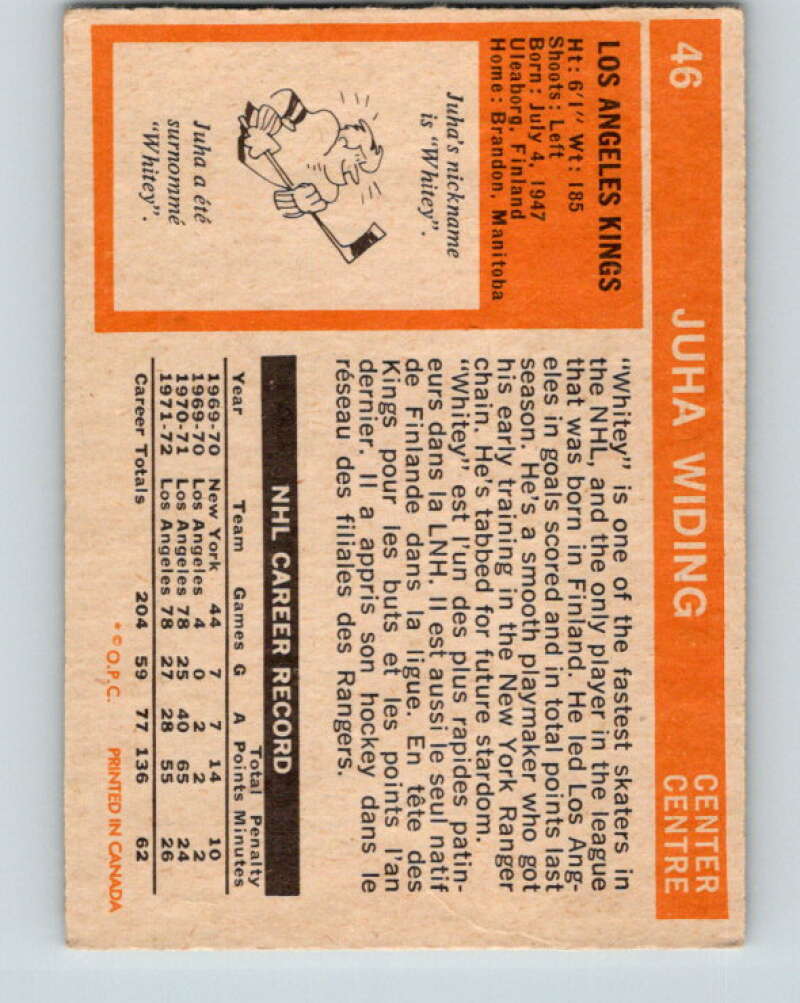 46 JUHA WIDING CENTER
CENTRE
LOS ANGELES KINGS
Ht: 6'1" Wt: 185
Shoots: Left
Born: July 4, 1947
Uleaborg, Finland
Home: Brandon, Manitoba
Juha's nickname
is "Whitey".
Juha a été
surnommé
"Whitey".
"Whitey" is one of the fastest skaters in
the NHL, and the only player in the league
that was born in Finland. He led Los Ang-
eles in goals scored and in total points last
season. He's a smooth playmaker who got
his early training in the New York Ranger
chain. He's tabbed for future stardom.
"Whitey" est l'un des plus rapides patin-
eurs dans la LNH. Il est aussi le seul natif
de Finlande dans la ligue. En tête des
Kings pour les buts et les points l'an
dernier. Il a appris son hockey dans le
réseau des filiales des Rangers.
NHL CAREER RECORD
Total Penalty
Year Team Games G A Points Minutes
1969-70 New York 44 7 7 14 10
1969-70 Los Angeles 4 0 2 2 2
1970-71 Los Angeles 78 25 40 65 24
1971-72 Los Angeles 78 27 28 55 26
Career Totals 204 59 77 136 62
* © O.P.C. PRINTED IN CANADA